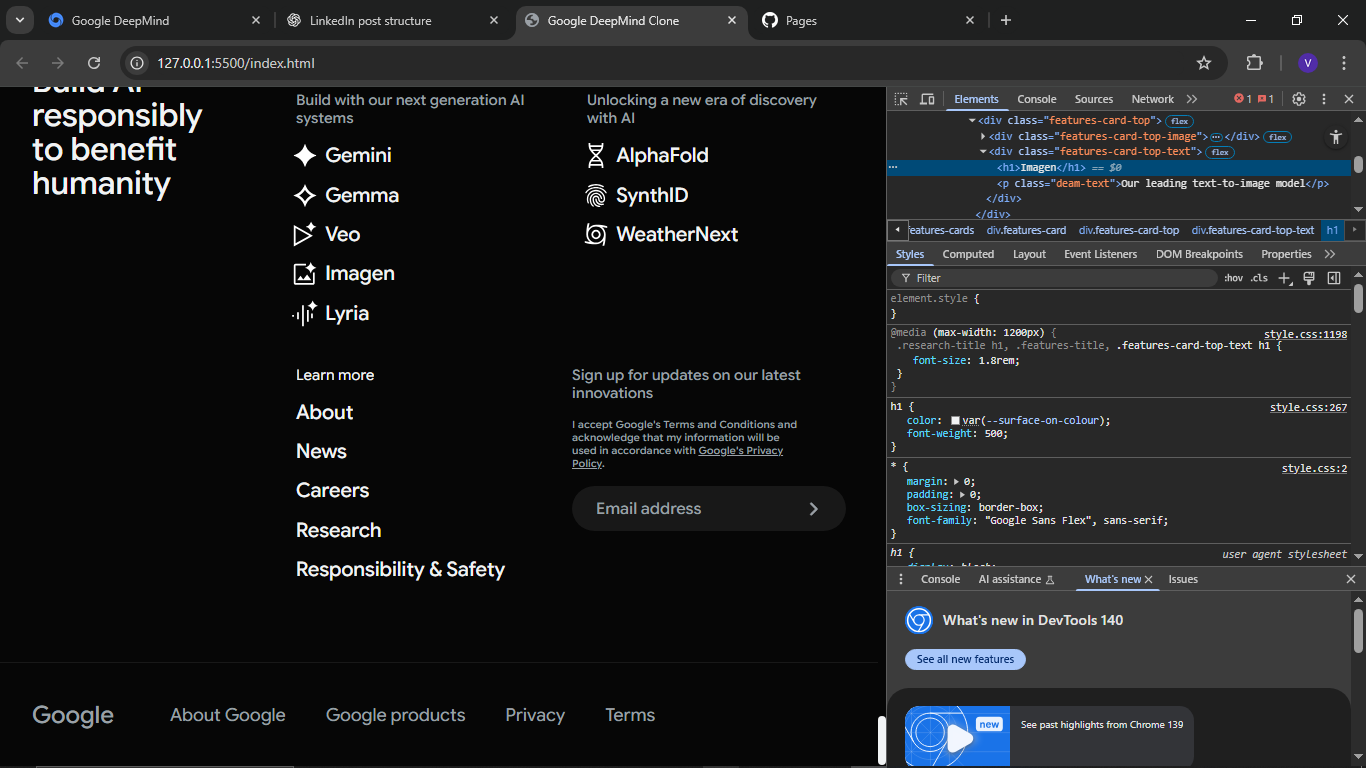 Google DeepMind
LinkedIn post structure
Google DeepMind Clone
Pages
127.0.0.1:5500/index.html
V
Build AI
responsibly
to benefit
humanity
Build with our next generation AI
systems
Gemini
Gemma
Veo
Imagen
Lyria
Unlocking a new era of discovery
with AI
AlphaFold
SynthID
WeatherNext
Learn more
About
News
Careers
Research
Responsibility & Safety
Sign up for updates on our latest
innovations
I accept Google's Terms and Conditions and
acknowledge that my information will be
used in accordance with Google's Privacy
Policy.
Email address
Google
About Google
Google products
Privacy
Terms
Elements Console Sources Network 1 1
<div class="features-card-top"> flex
<div class="features-card-top-image"> </div> flex
<div class="features-card-top-text"> flex
<h1>Imagen</h1> == $0
<p class="deam-text">Our leading text-to-image model</p>
</div>
</div>
eatures-cards div.features-card div.features-card-top div.features-card-top-text h1
Styles Computed Layout Event Listeners DOM Breakpoints Properties
Filter :hov .cls
element.style {
}
@media (max-width: 1200px) { style.css:1198
.research-title h1, .features-title, .features-card-top-text h1 {
font-size: 1.8rem;
}
}
h1 { style.css:267
color: var(--surface-on-colour);
font-weight: 500;
}
* { style.css:2
margin: 0;
padding: 0;
box-sizing: border-box;
font-family: "Google Sans Flex", sans-serif;
}
h1 { user agent stylesheet
Console AI assistance What's new Issues
What's new in DevTools 140
See all new features
new
See past highlights from Chrome 139